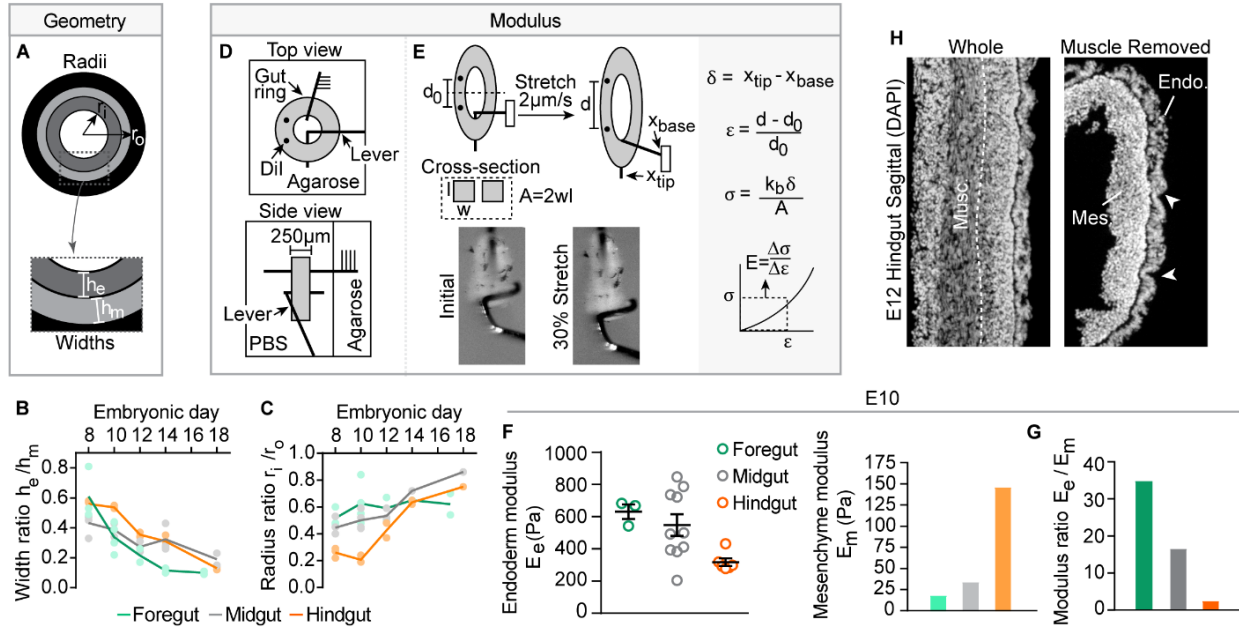 Geometry
A
Radii
r_i
r_o
h_e
h_m
Widths
Modulus
D
Top view
Gut
ring
DiI
Lever
Agarose
Side view
250µm
Lever
PBS
Agarose
E
d_0
Stretch
2µm/s
d
x_base
x_tip
Cross-section
l
w
A=2wl
Initial
30% Stretch
δ = x_tip - x_base
ε = (d - d_0) / d_0
σ = k_b δ / A
E = Δσ / Δε
σ
ε
H
Whole
Muscle Removed
E12 Hindgut Sagittal (DAPI)
Musc.
Endo.
Mes.
B
Embryonic day
8 10 12 14 16 18
Width ratio h_e/h_m
0.8
0.6
0.4
0.2
0.0
C
Embryonic day
8 10 12 14 16 18
Radius ratio r_i/r_o
1.0
0.8
0.6
0.4
0.2
0.0
Foregut Midgut Hindgut
E10
F
Endoderm modulus
E_e (Pa)
1000
800
600
400
200
0
Foregut
Midgut
Hindgut
Mesenchyme modulus
E_m (Pa)
175
150
125
100
75
50
25
0
G
Modulus ratio E_e / E_m
40
30
20
10
0